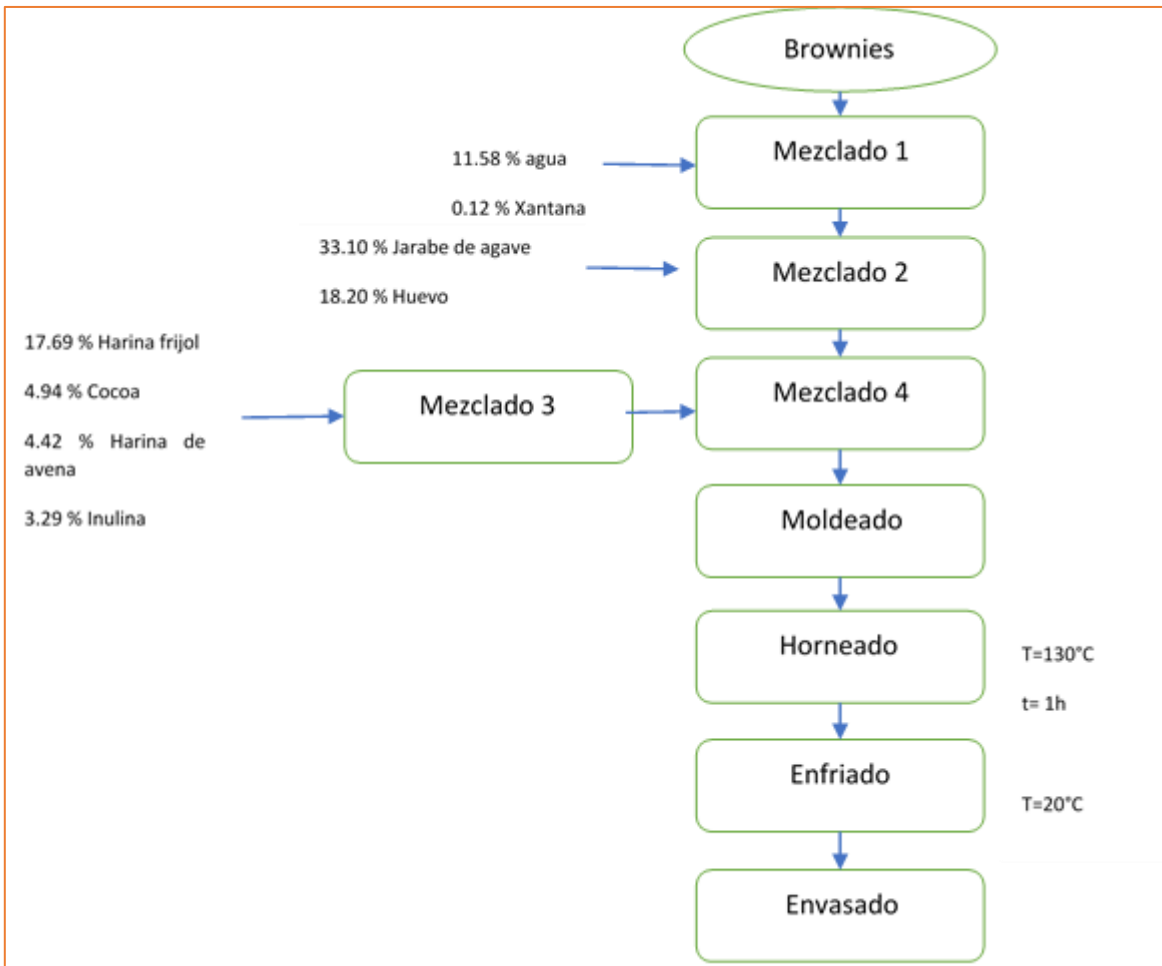 Brownies
Mezclado 1
11.58 % agua
0.12 % Xantana
33.10 % Jarabe de agave
Mezclado 2
18.20 % Huevo
17.69 % Harina frijol
4.94 % Cocoa
4.42 % Harina de
avena
3.29 % Inulina
Mezclado 3
Mezclado 4
Moldeado
Horneado
T=130°C
t= 1h
Enfriado
T=20°C
Envasado